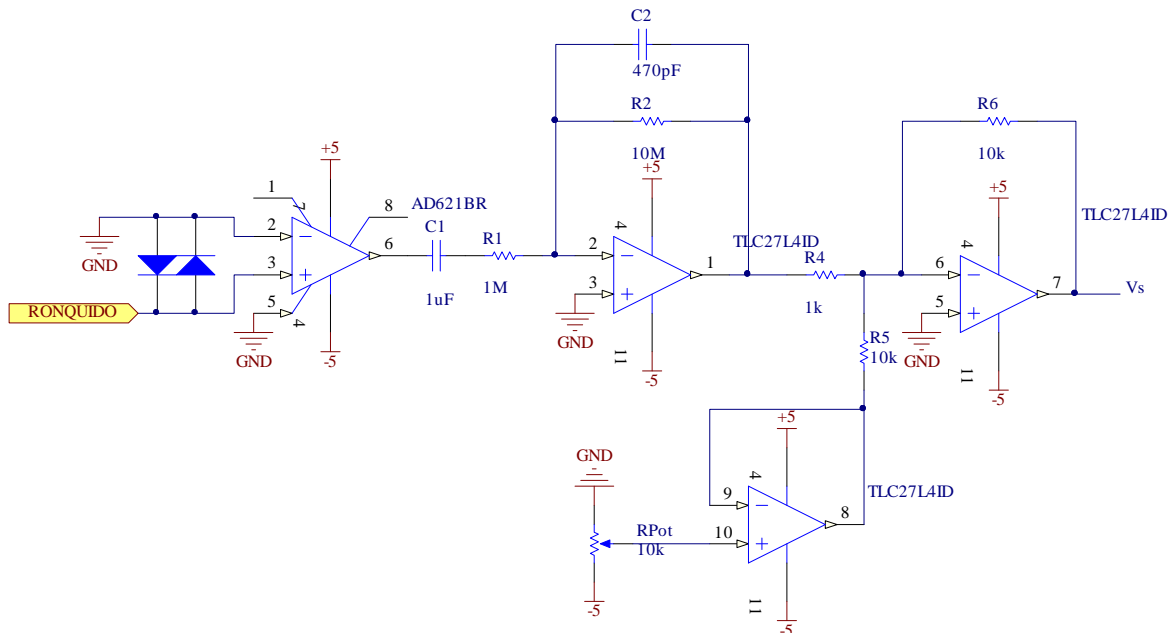 C2
470pF
R2
10M
R6
10k
+5
+5
+5
1
7
8
AD621BR
2
3
5
4
6
GND
RONQUIDO
GND
-5
C1
1uF
R1
1M
4
2
3
1
TLC27L4ID
GND
11
-5
R4
1k
R5
10k
4
6
5
7
TLC27L4ID
Vs
GND
11
-5
GND
RPot
10k
-5
+5
4
9
10
8
TLC27L4ID
11
-5